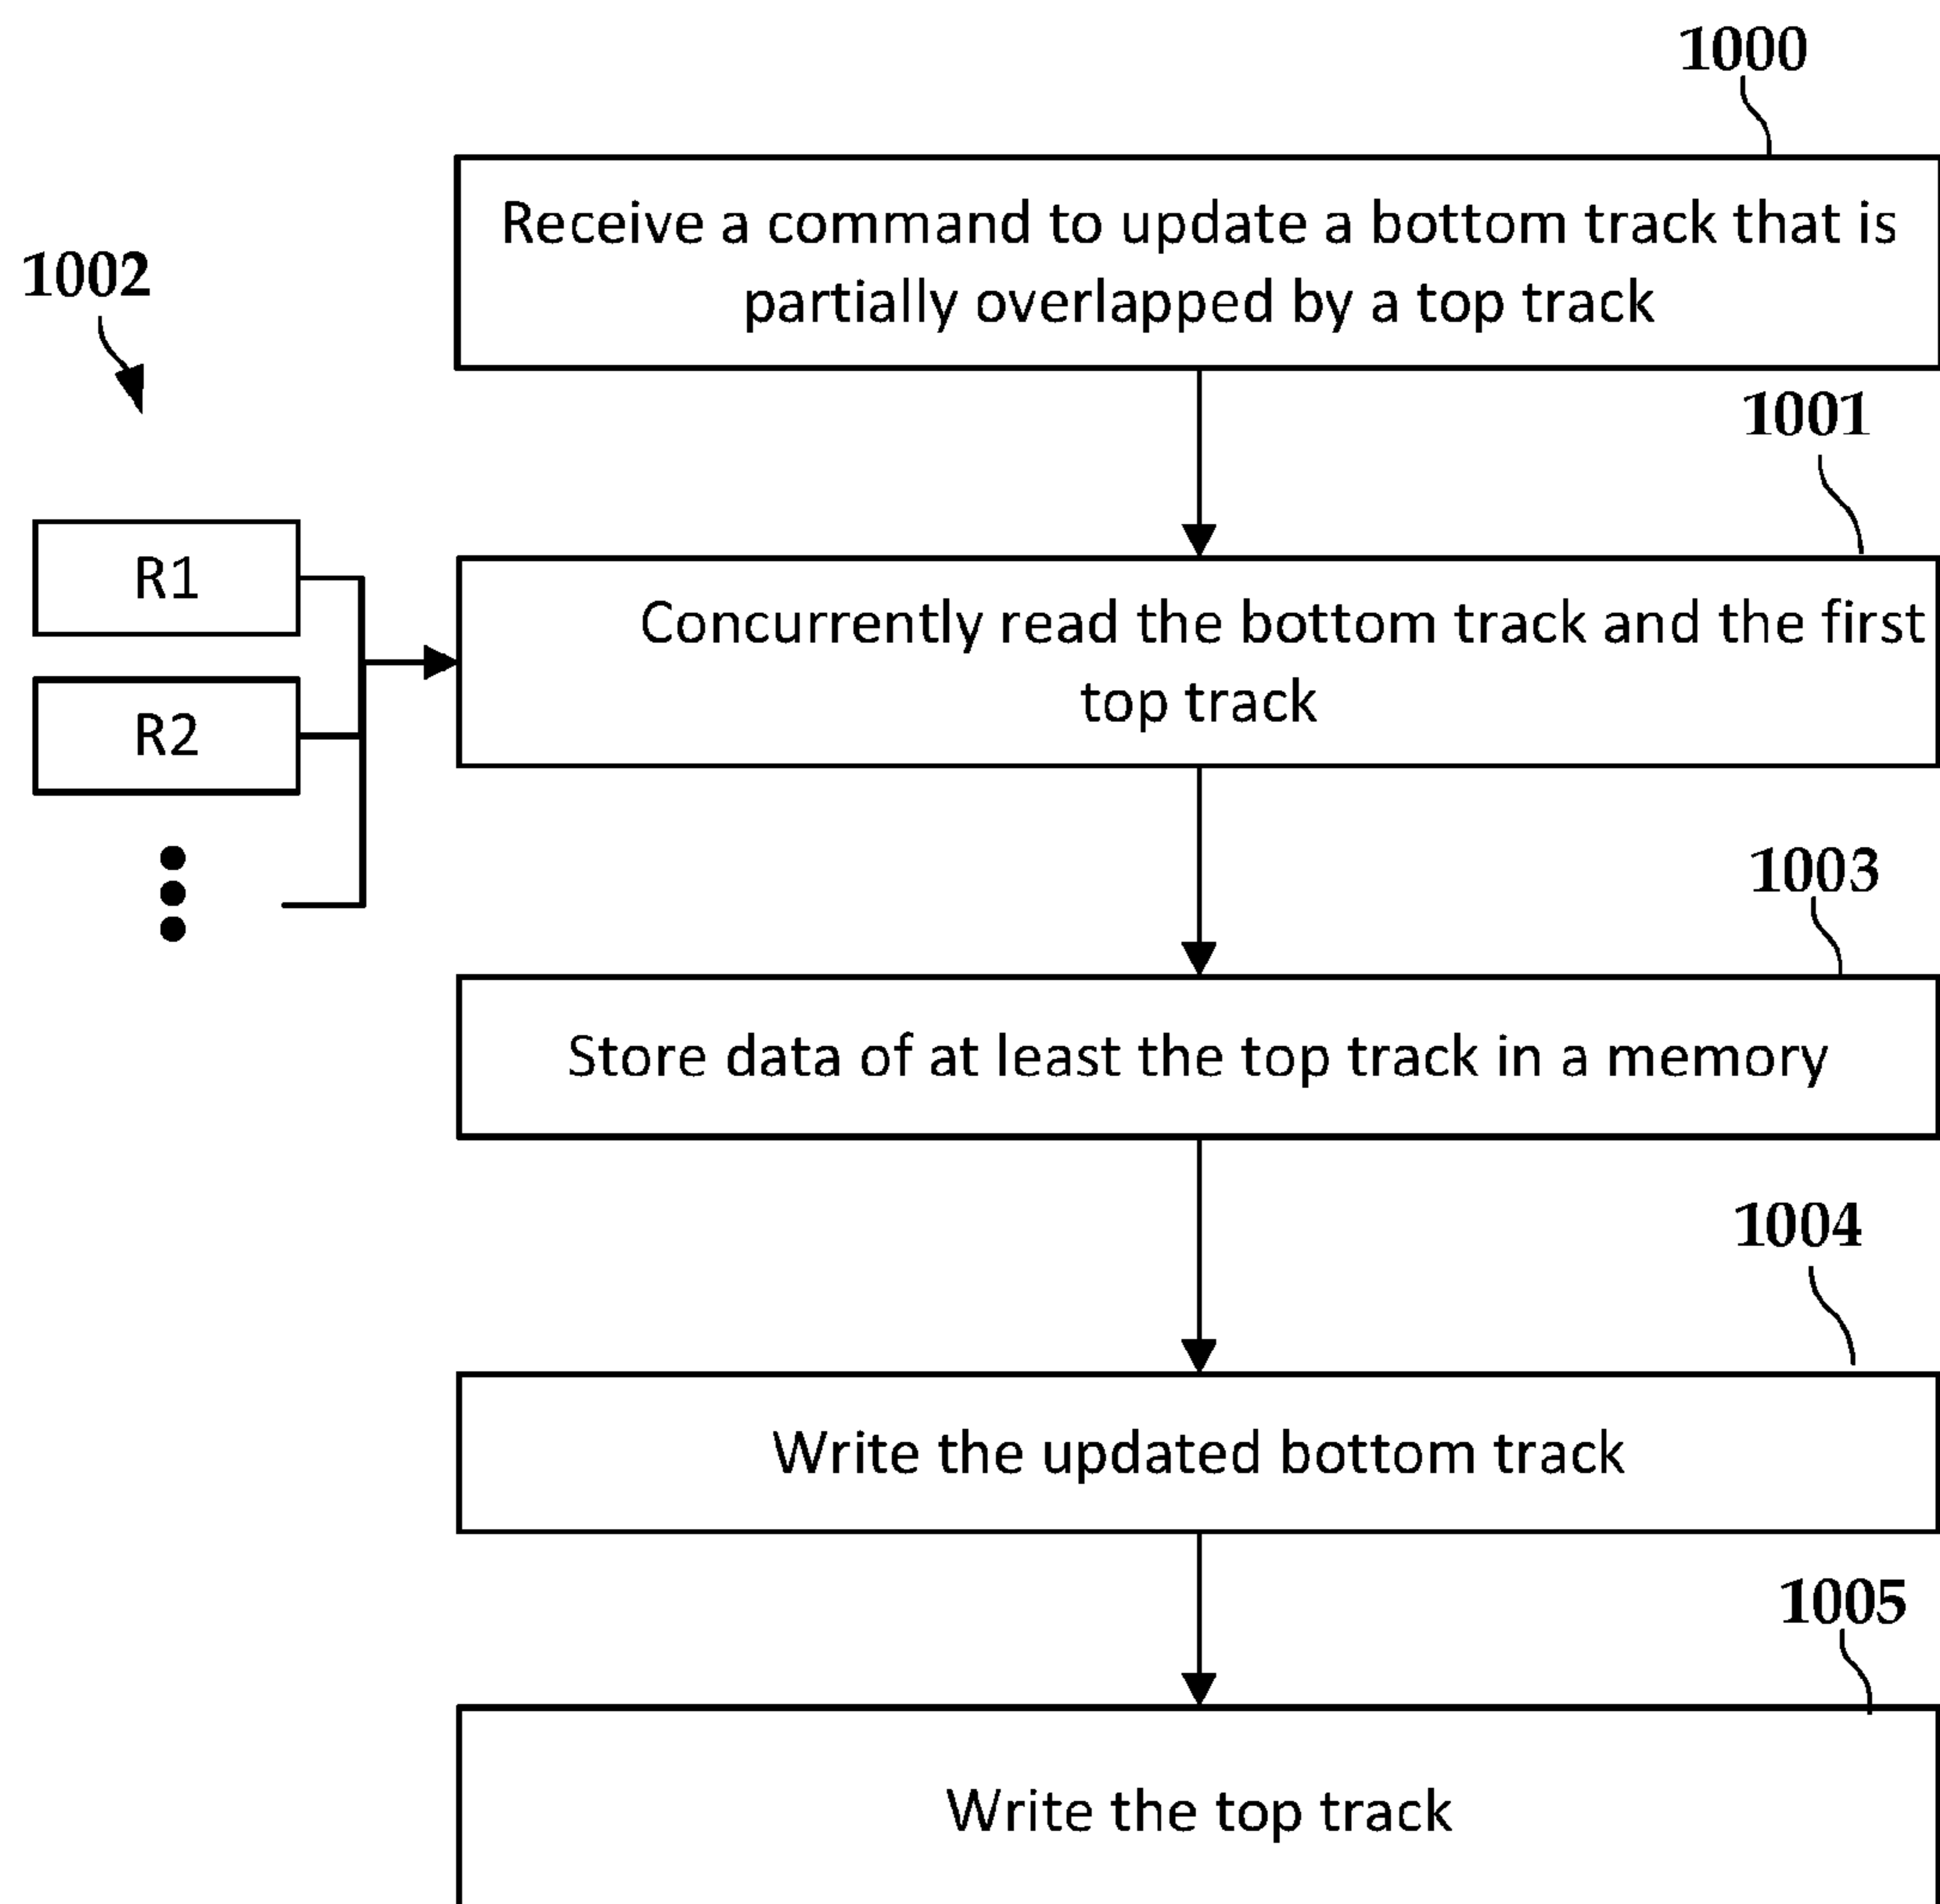 1000
Receive a command to update a bottom track that is
partially overlapped by a top track
1002
1001
R1
Concurrently read the bottom track and the first
top track
R2
1003
Store data of at least the top track in a memory
1004
Write the updated bottom track
1005
Write the top track